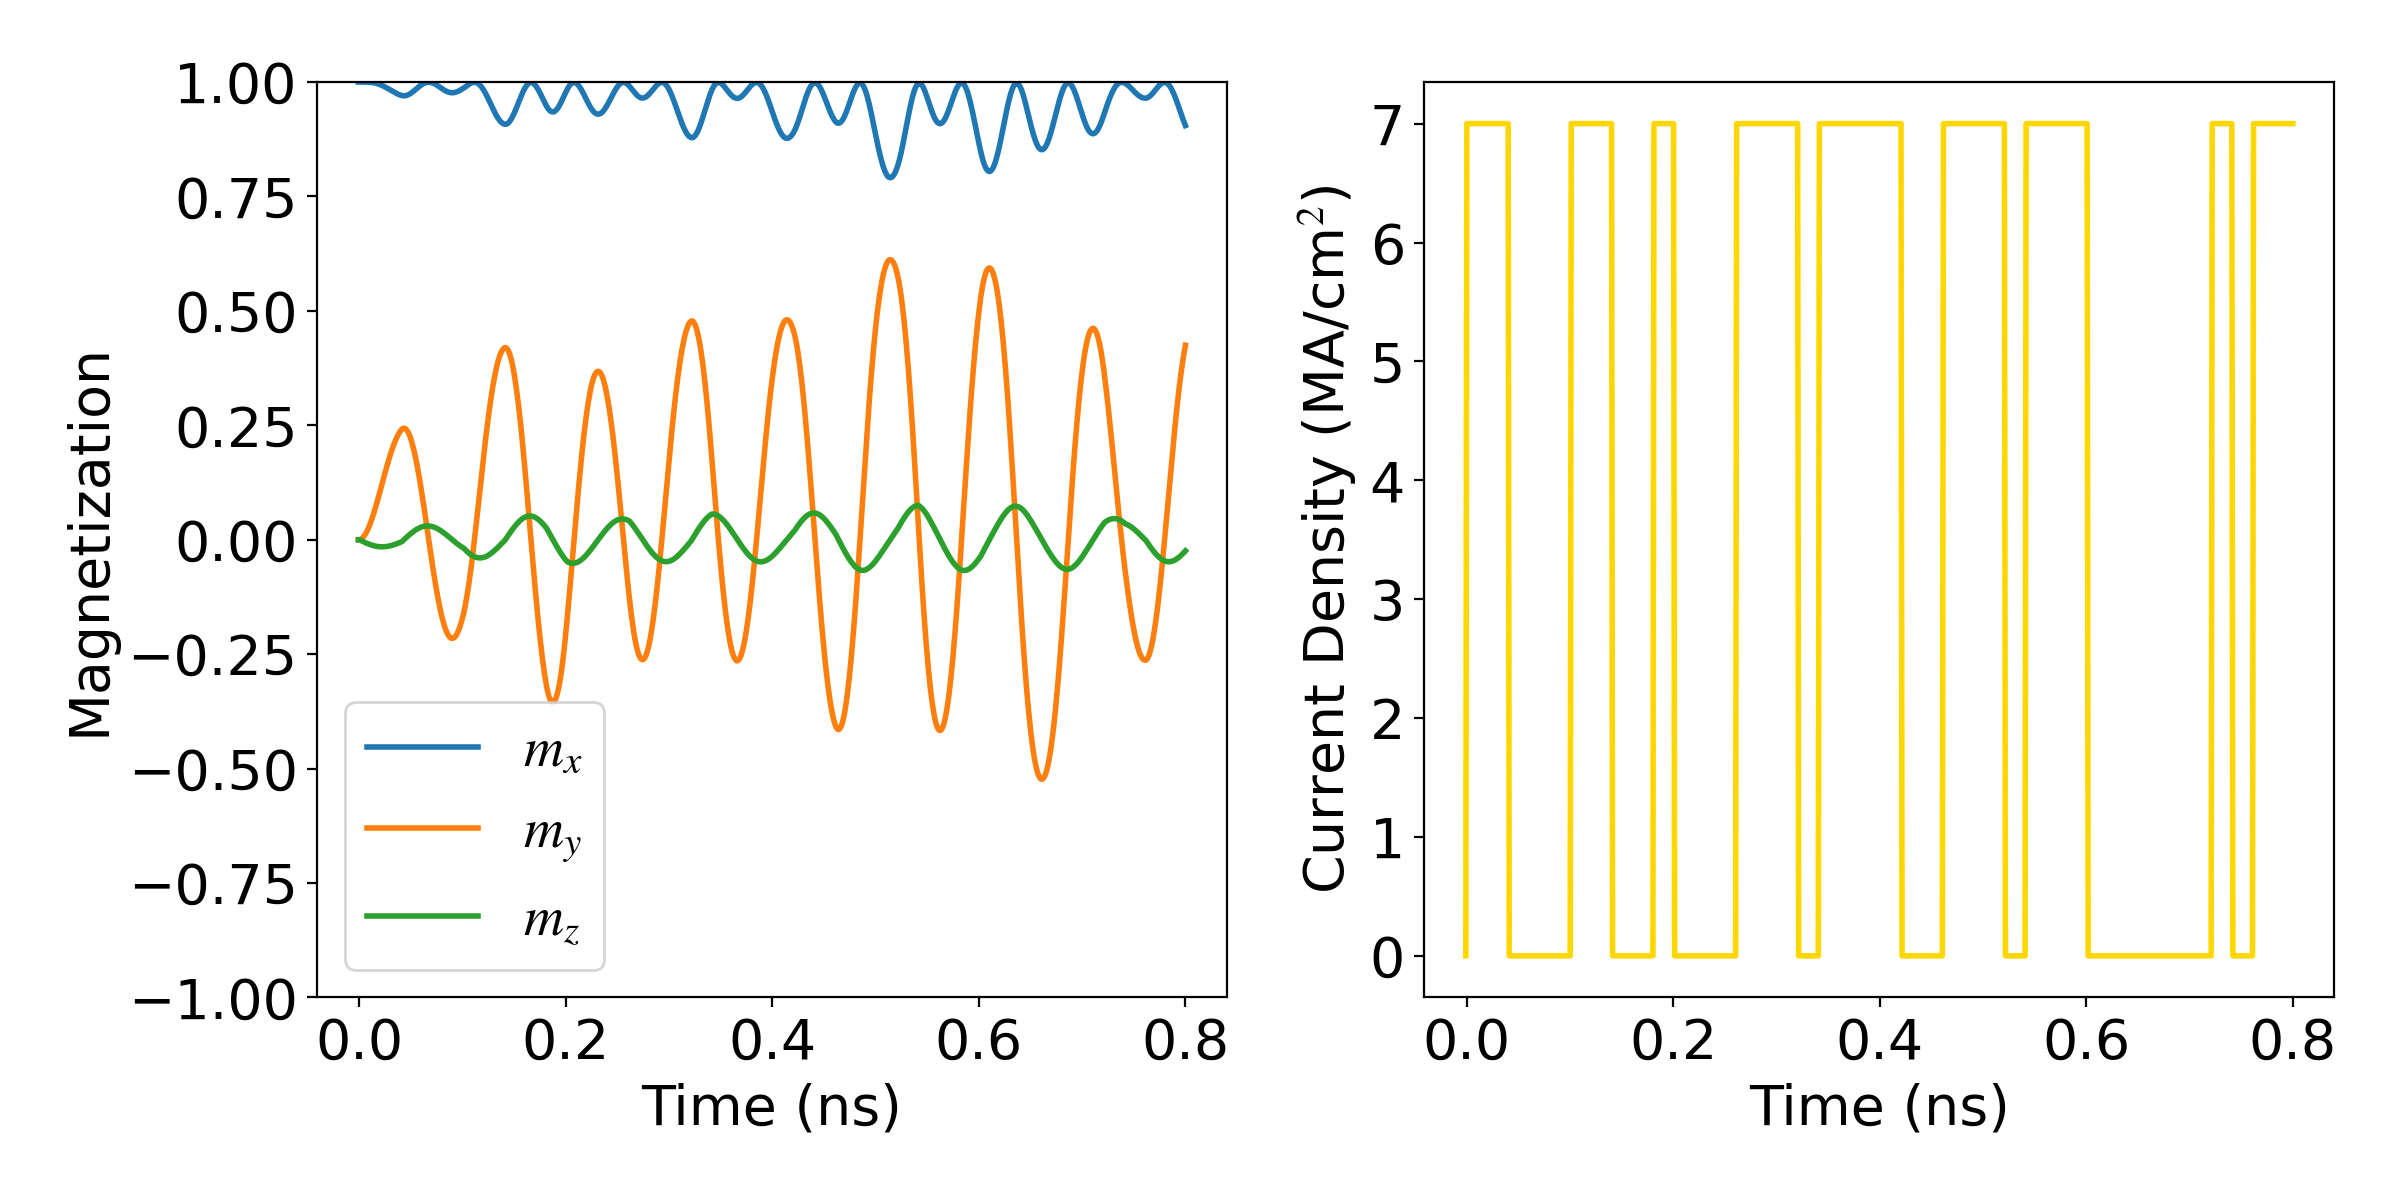 1.00
0.75
0.50
0.25
0.00
−0.25
−0.50
−0.75
−1.00
Magnetization
m_x
m_y
m_z
0.0 0.2 0.4 0.6 0.8
Time (ns)
7
6
5
4
3
2
1
0
Current Density (MA/cm²)
0.0 0.2 0.4 0.6 0.8
Time (ns)